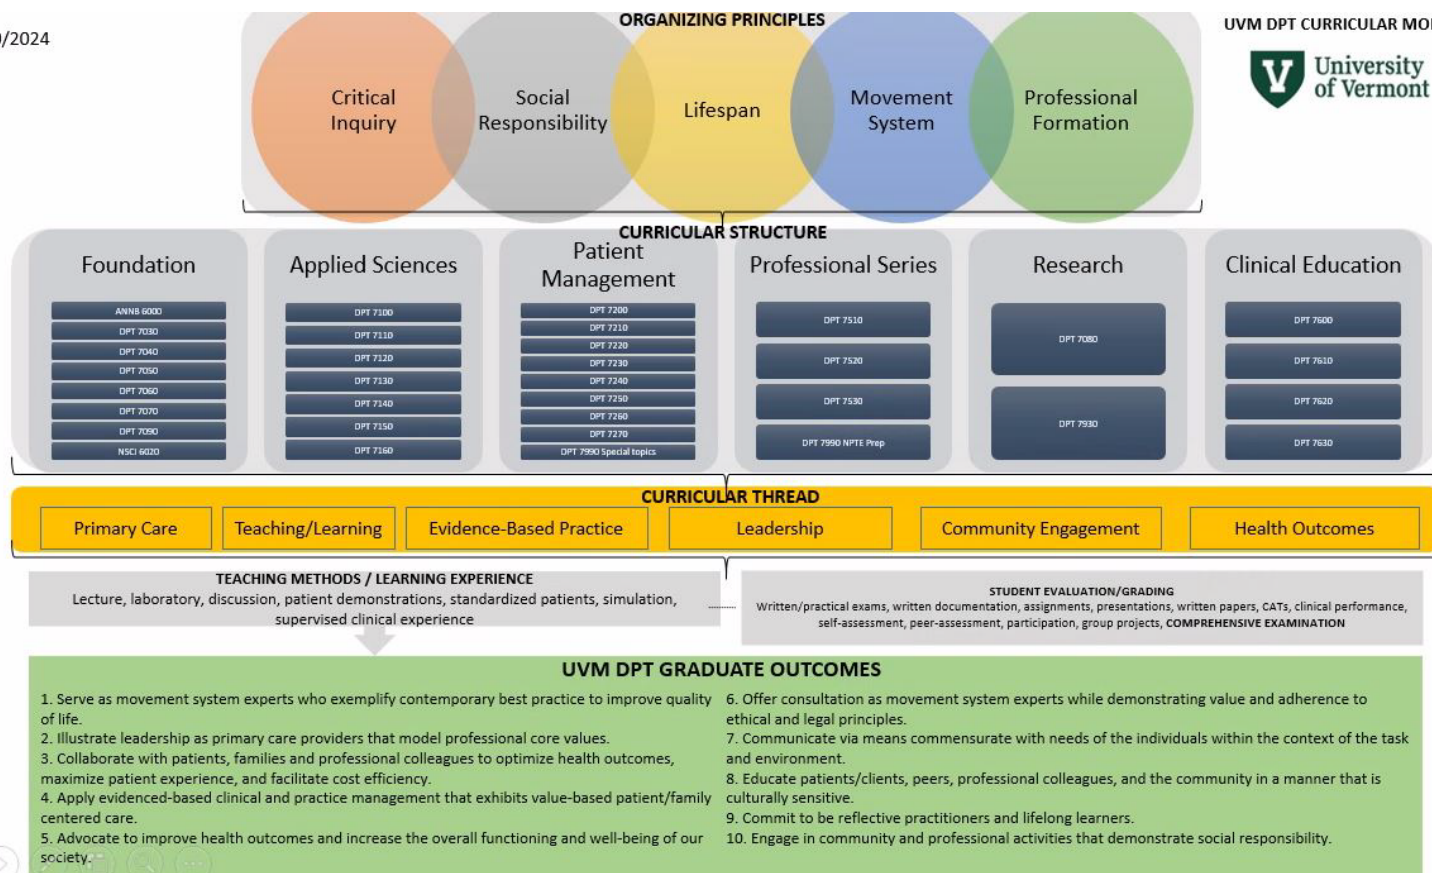 0/2024
ORGANIZING PRINCIPLES
UVM DPT CURRICULAR MO
University
of Vermont
Critical
Inquiry
Social
Responsibility
Lifespan
Movement
System
Professional
Formation
CURRICULAR STRUCTURE
Foundation
ANNB 6000
DPT 7030
DPT 7040
DPT 7050
DPT 7060
DPT 7070
DPT 7090
NSCI 6020
Applied Sciences
DPT 7100
DPT 7110
DPT 7120
DPT 7130
DPT 7140
DPT 7150
DPT 7160
Patient
Management
DPT 7200
DPT 7210
DPT 7220
DPT 7230
DPT 7240
DPT 7250
DPT 7260
DPT 7270
DPT 7990 Special topics
Professional Series
DPT 7510
DPT 7520
DPT 7530
DPT 7990 NPTE Prep
Research
DPT 7080
DPT 7930
Clinical Education
DPT 7600
DPT 7610
DPT 7620
DPT 7630
CURRICULAR THREAD
Primary Care
Teaching/Learning
Evidence-Based Practice
Leadership
Community Engagement
Health Outcomes
TEACHING METHODS / LEARNING EXPERIENCE
Lecture, laboratory, discussion, patient demonstrations, standardized patients, simulation,
supervised clinical experience
STUDENT EVALUATION/GRADING
Written/practical exams, written documentation, assignments, presentations, written papers, CATs, clinical performance,
self-assessment, peer-assessment, participation, group projects, COMPREHENSIVE EXAMINATION
UVM DPT GRADUATE OUTCOMES
1. Serve as movement system experts who exemplify contemporary best practice to improve quality
of life.
2. Illustrate leadership as primary care providers that model professional core values.
3. Collaborate with patients, families and professional colleagues to optimize health outcomes,
maximize patient experience, and facilitate cost efficiency.
4. Apply evidenced-based clinical and practice management that exhibits value-based patient/family
centered care.
5. Advocate to improve health outcomes and increase the overall functioning and well-being of our
society.
6. Offer consultation as movement system experts while demonstrating value and adherence to
ethical and legal principles.
7. Communicate via means commensurate with needs of the individuals within the context of the task
and environment.
8. Educate patients/clients, peers, professional colleagues, and the community in a manner that is
culturally sensitive.
9. Commit to be reflective practitioners and lifelong learners.
10. Engage in community and professional activities that demonstrate social responsibility.